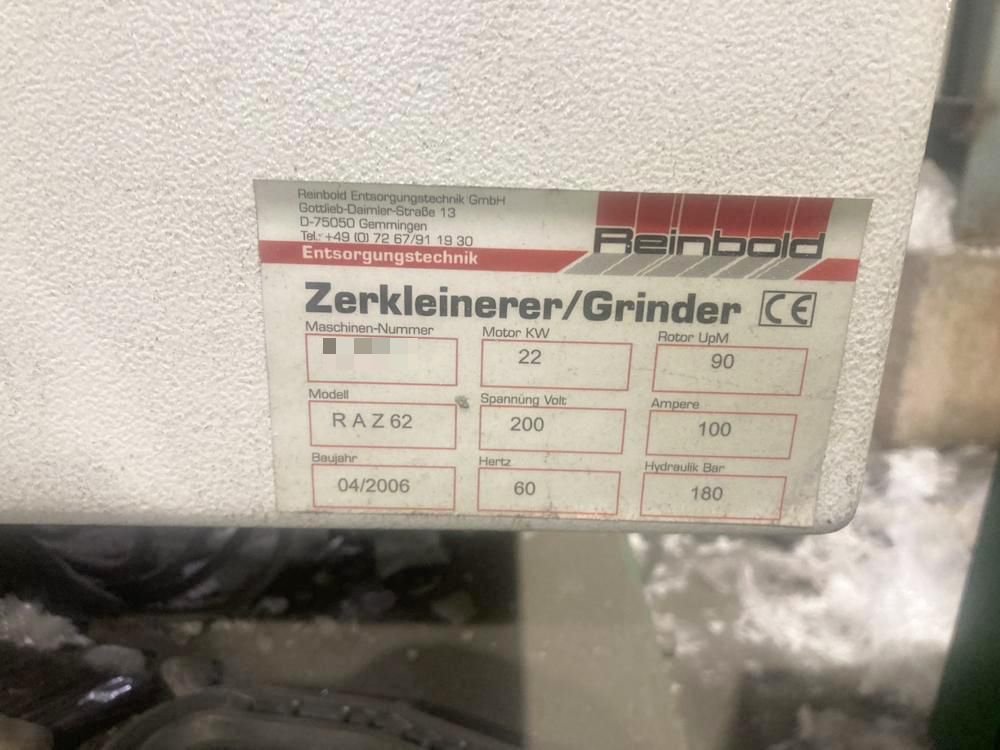 Reinbold Entsorgungstechnik GmbH
Gottlieb-Daimler-Straße 13
D-75050 Gemmingen
Tel.: +49 (0) 72 67/91 19 30
Entsorgungstechnik
Reinbold
Zerkleinerer/Grinder CE
Maschinen-Nummer Motor KW Rotor UpM
22 90
Modell Spannüng Volt Ampere
R A Z 62 200 100
Baujahr Hertz Hydraulik Bar
04/2006 60 180